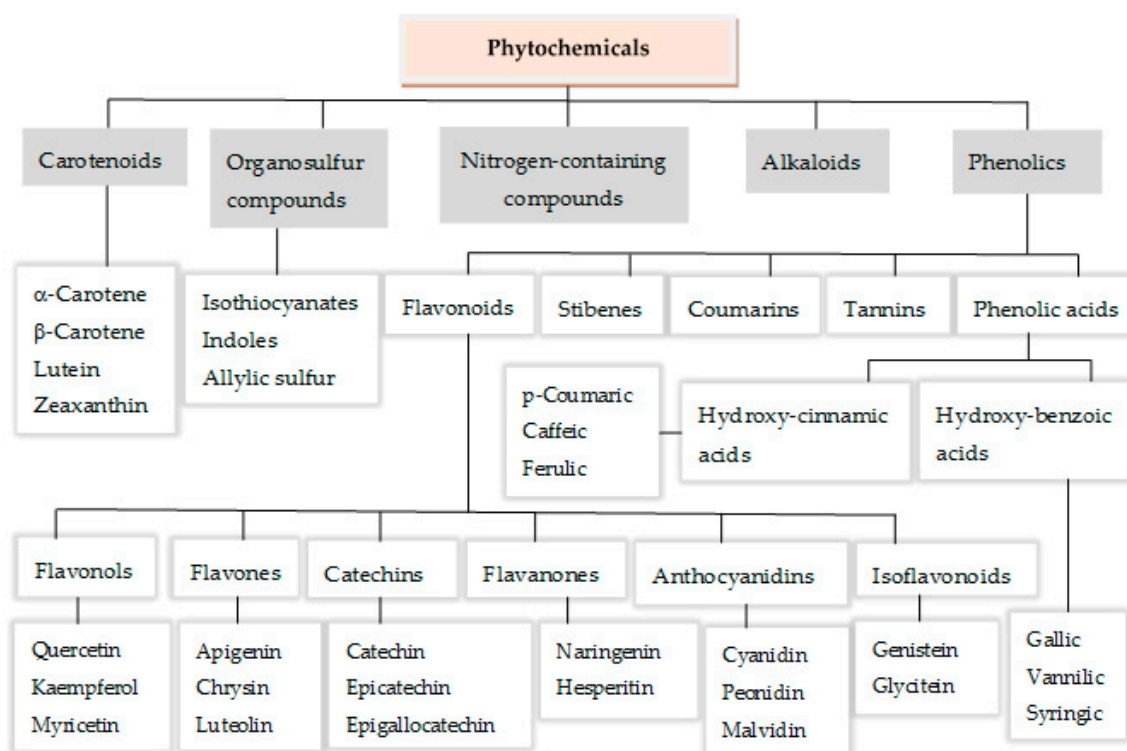 Phytochemicals
Carotenoids
Organosulfur
compounds
Nitrogen-containing
compounds
Alkaloids
Phenolics
α-Carotene
β-Carotene
Lutein
Zeaxanthin
Isothiocyanates
Indoles
Allylic sulfur
Flavonoids
Stibenes
Coumarins
Tannins
Phenolic acids
p-Coumaric
Caffeic
Ferulic
Hydroxy-cinnamic
acids
Hydroxy-benzoic
acids
Flavonols
Flavones
Catechins
Flavanones
Anthocyanidins
Isoflavonoids
Quercetin
Kaempferol
Myricetin
Apigenin
Chrysin
Luteolin
Catechin
Epicatechin
Epigallocatechin
Naringenin
Hesperitin
Cyanidin
Peonidin
Malvidin
Genistein
Glycitein
Gallic
Vannilic
Syringic